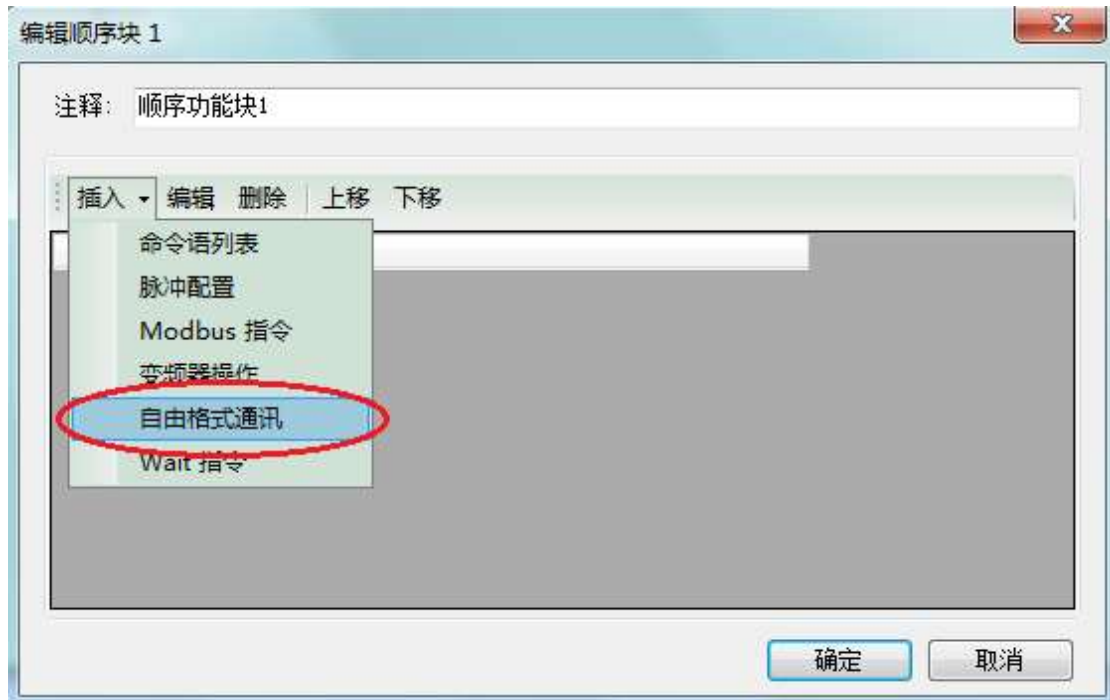 编辑顺序块 1
注释: 顺序功能块1
插入 编辑 删除 上移 下移
命令语列表
脉冲配置
Modbus 指令
变频器操作
自由格式通讯
Wait 指令
确定 取消